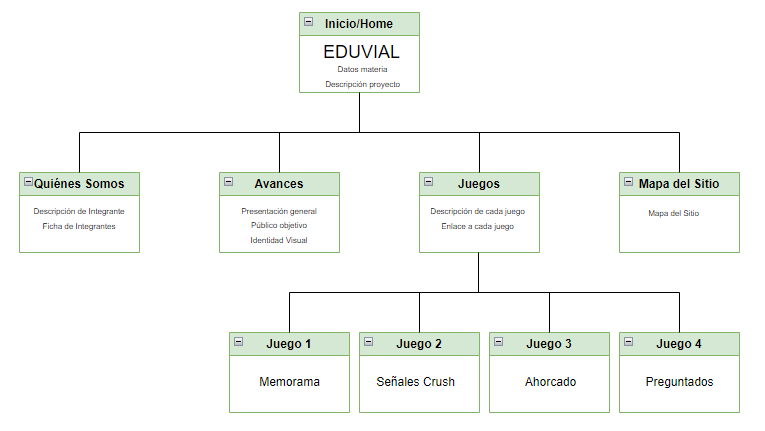 Inicio/Home
EDUVIAL
Datos materia
Descripción proyecto
Quiénes Somos
Descripción de Integrante
Ficha de Integrantes
Avances
Presentación general
Público objetivo
Identidad Visual
Juegos
Descripción de cada juego
Enlace a cada juego
Mapa del Sitio
Mapa del Sitio
Juego 1
Memorama
Juego 2
Señales Crush
Juego 3
Ahorcado
Juego 4
Preguntados